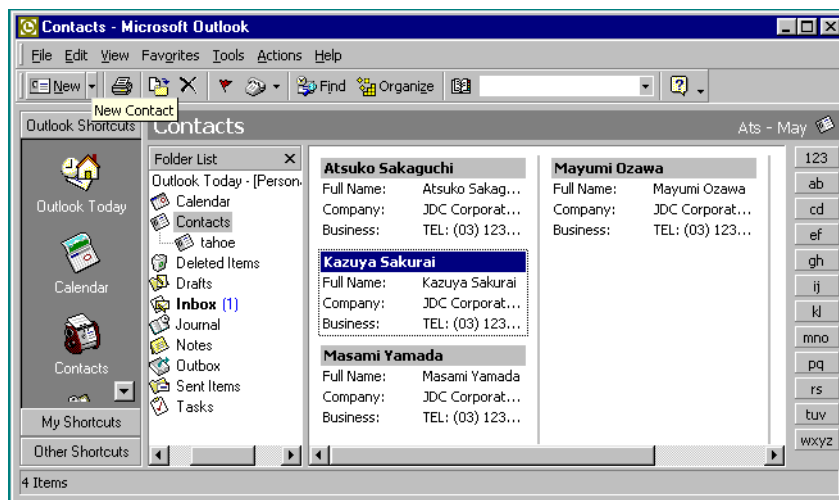 Contacts - Microsoft Outlook
File Edit View Favorites Tools Actions Help
New Find Organize
New Contact
Outlook Shortcuts
Outlook Today
Calendar
Contacts
My Shortcuts
Other Shortcuts
Contacts
Ats - May
Folder List
Outlook Today - [Person
Calendar
Contacts
tahoe
Deleted Items
Drafts
Inbox (1)
Journal
Notes
Outbox
Sent Items
Tasks
Atsuko Sakaguchi
Full Name: Atsuko Sakag...
Company: JDC Corporat...
Business: TEL: (03) 123...
Kazuya Sakurai
Full Name: Kazuya Sakurai
Company: JDC Corporat...
Business: TEL: (03) 123...
Masami Yamada
Full Name: Masami Yamada
Company: JDC Corporat...
Business: TEL: (03) 123...
Mayumi Ozawa
Full Name: Mayumi Ozawa
Company: JDC Corporat...
Business: TEL: (03) 123...
123
ab
cd
ef
gh
ij
kl
mno
pq
rs
tuv
wxyz
4 Items